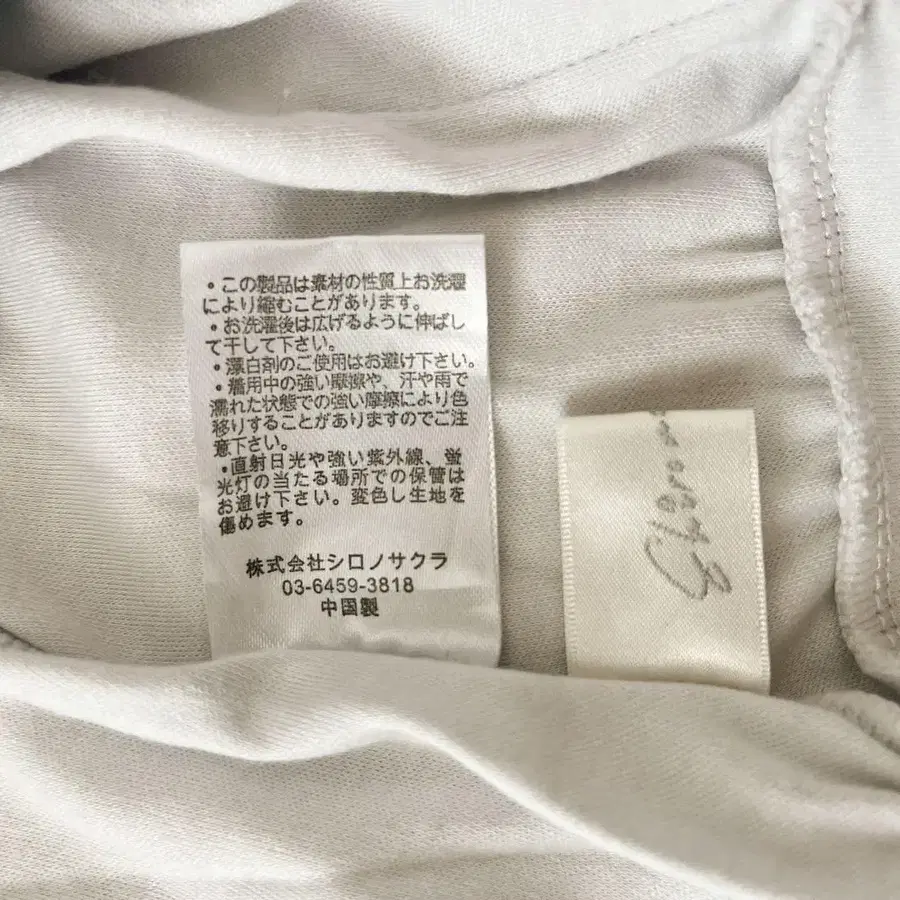 ・この製品は素材の性質上お洗濯
により縮むことがあります。
・お洗濯後は広げるように伸ばし
て干して下さい。
・漂白剤のご使用はお避け下さい。
・着用中の強い摩擦や、汗や雨で
濡れた状態での強い摩擦により色
移りすることがありますのでご注
意下さい。
・直射日光や強い紫外線、蛍
光灯の当たる場所での保管は
お避け下さい。変色し生地を
傷めます。
株式会社シロノサクラ
03-6459-3818
中国製